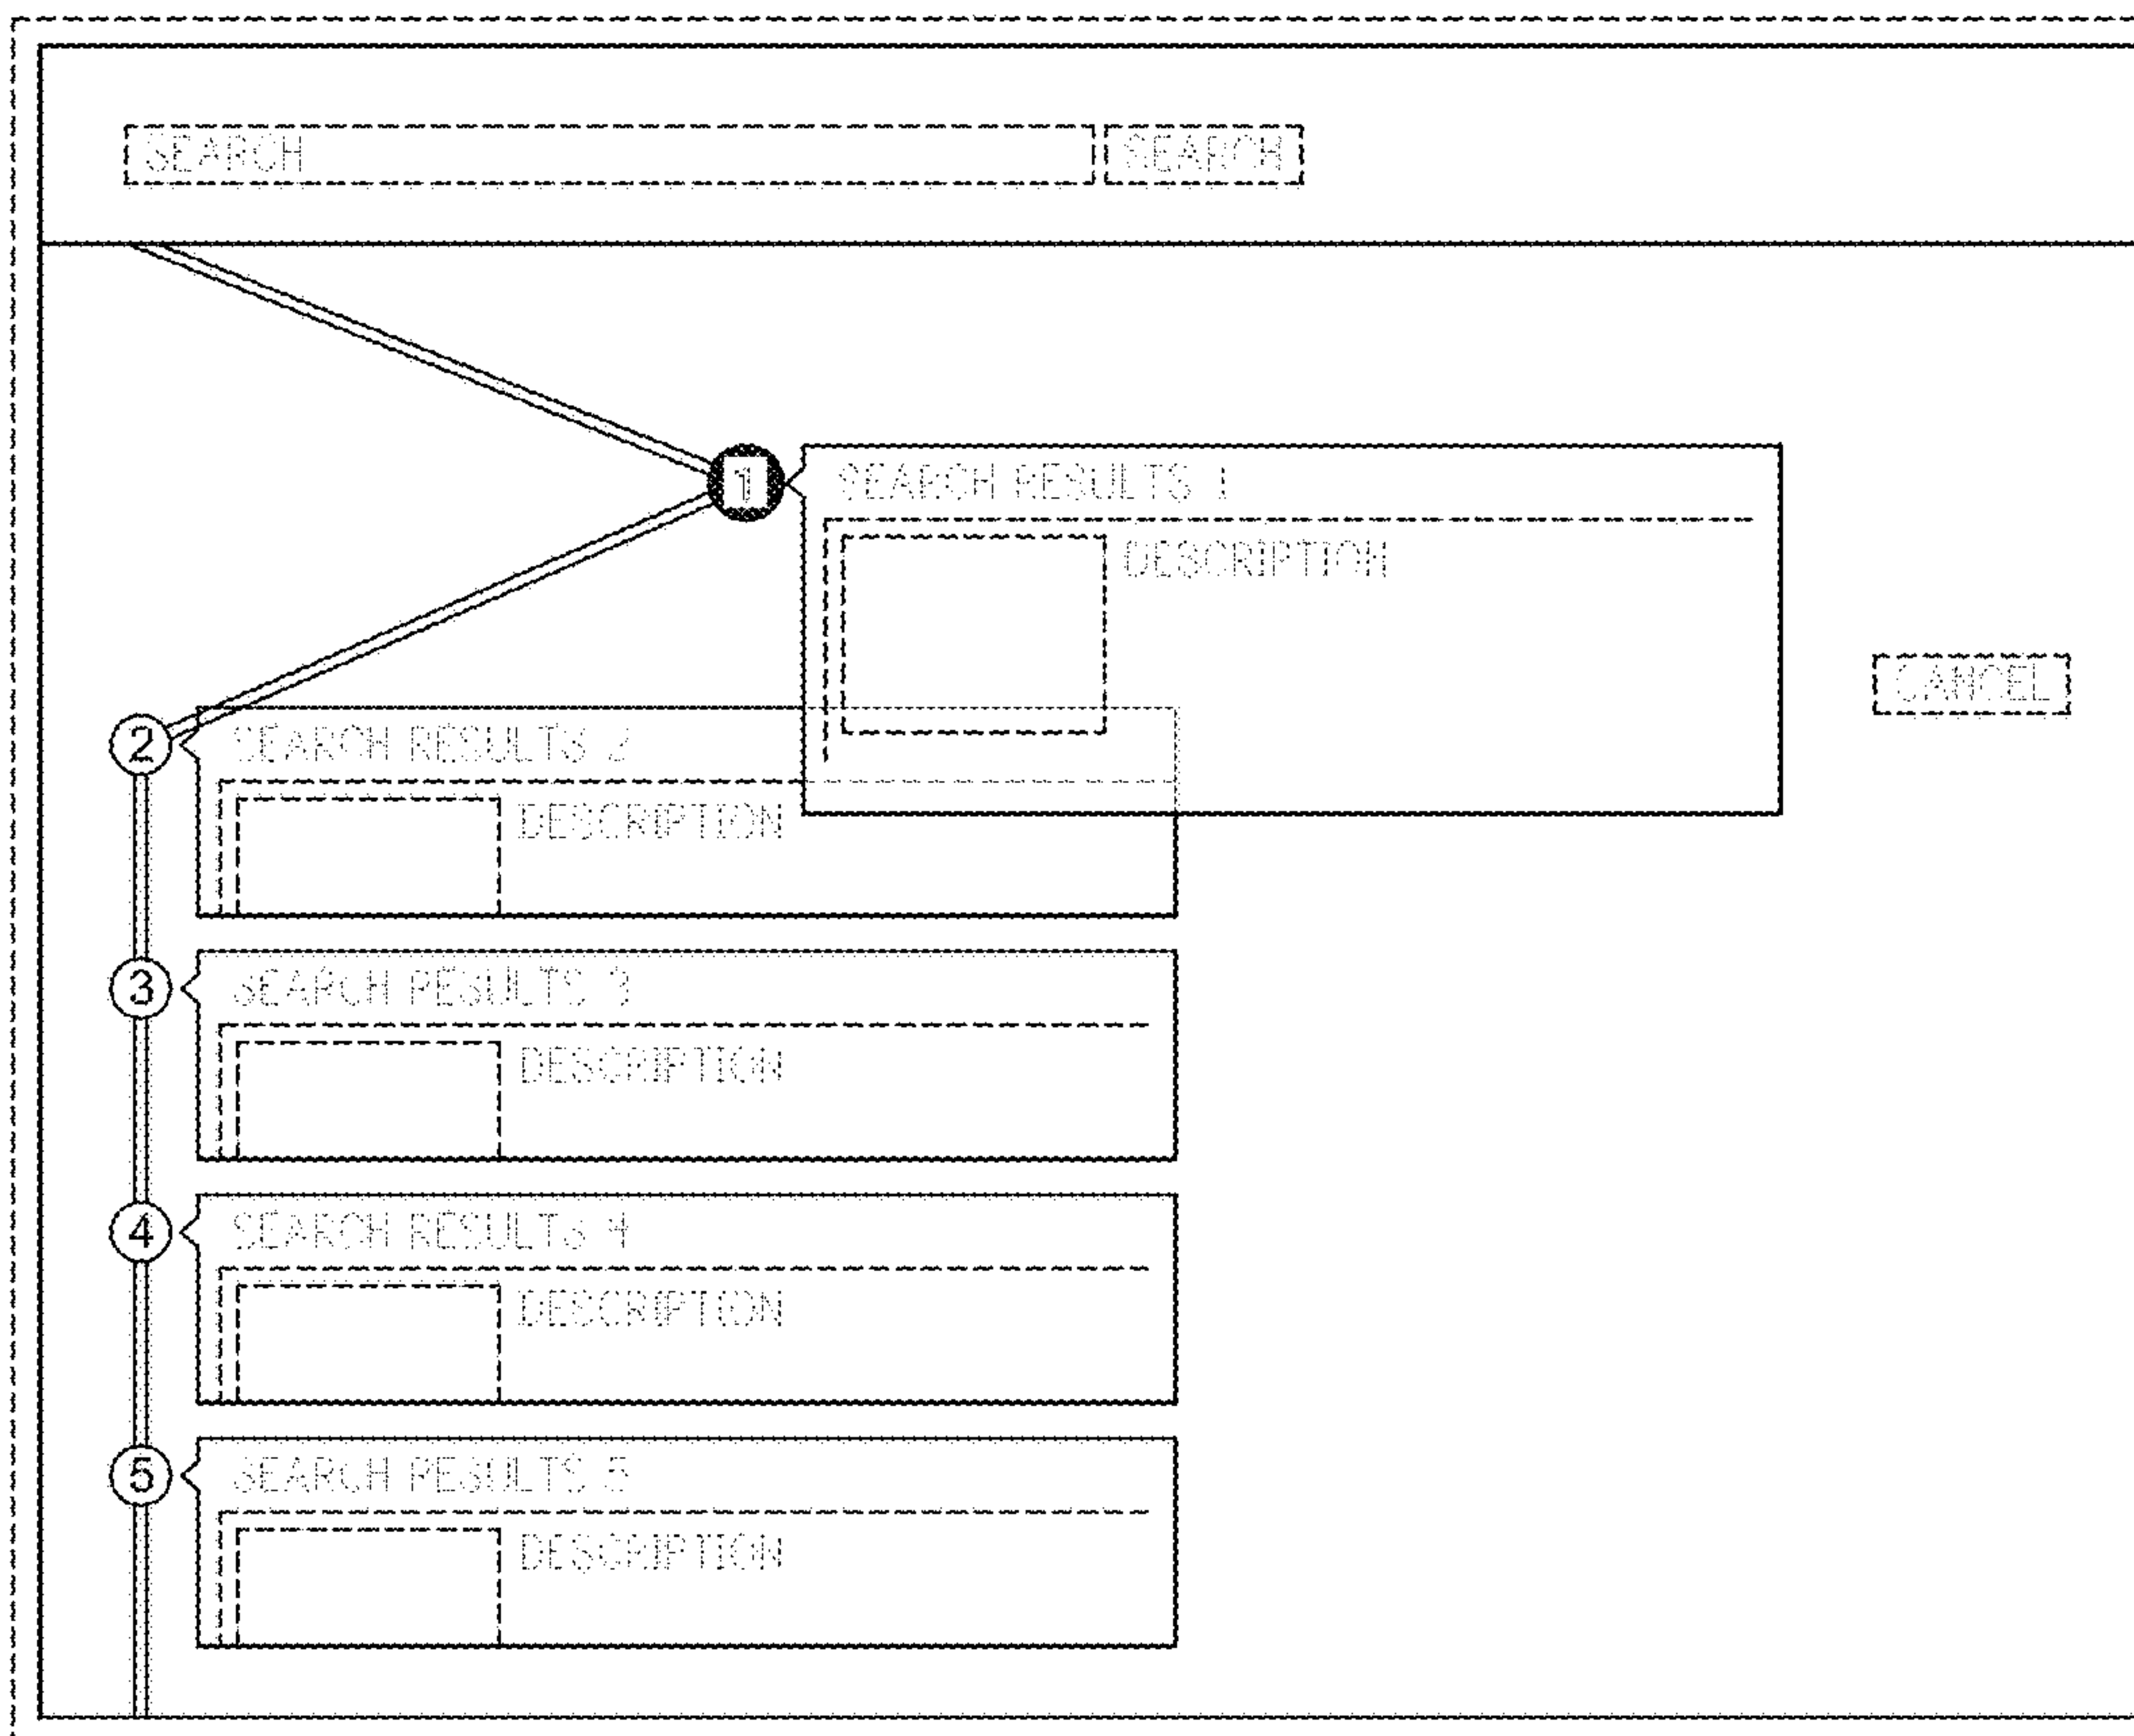 SEARCH SEARCH
1 SEARCH RESULTS 1
DESCRIPTION
CANCEL
2 SEARCH RESULTS 2
DESCRIPTION
3 SEARCH RESULTS 3
DESCRIPTION
4 SEARCH RESULTS 4
DESCRIPTION
5 SEARCH RESULTS 5
DESCRIPTION